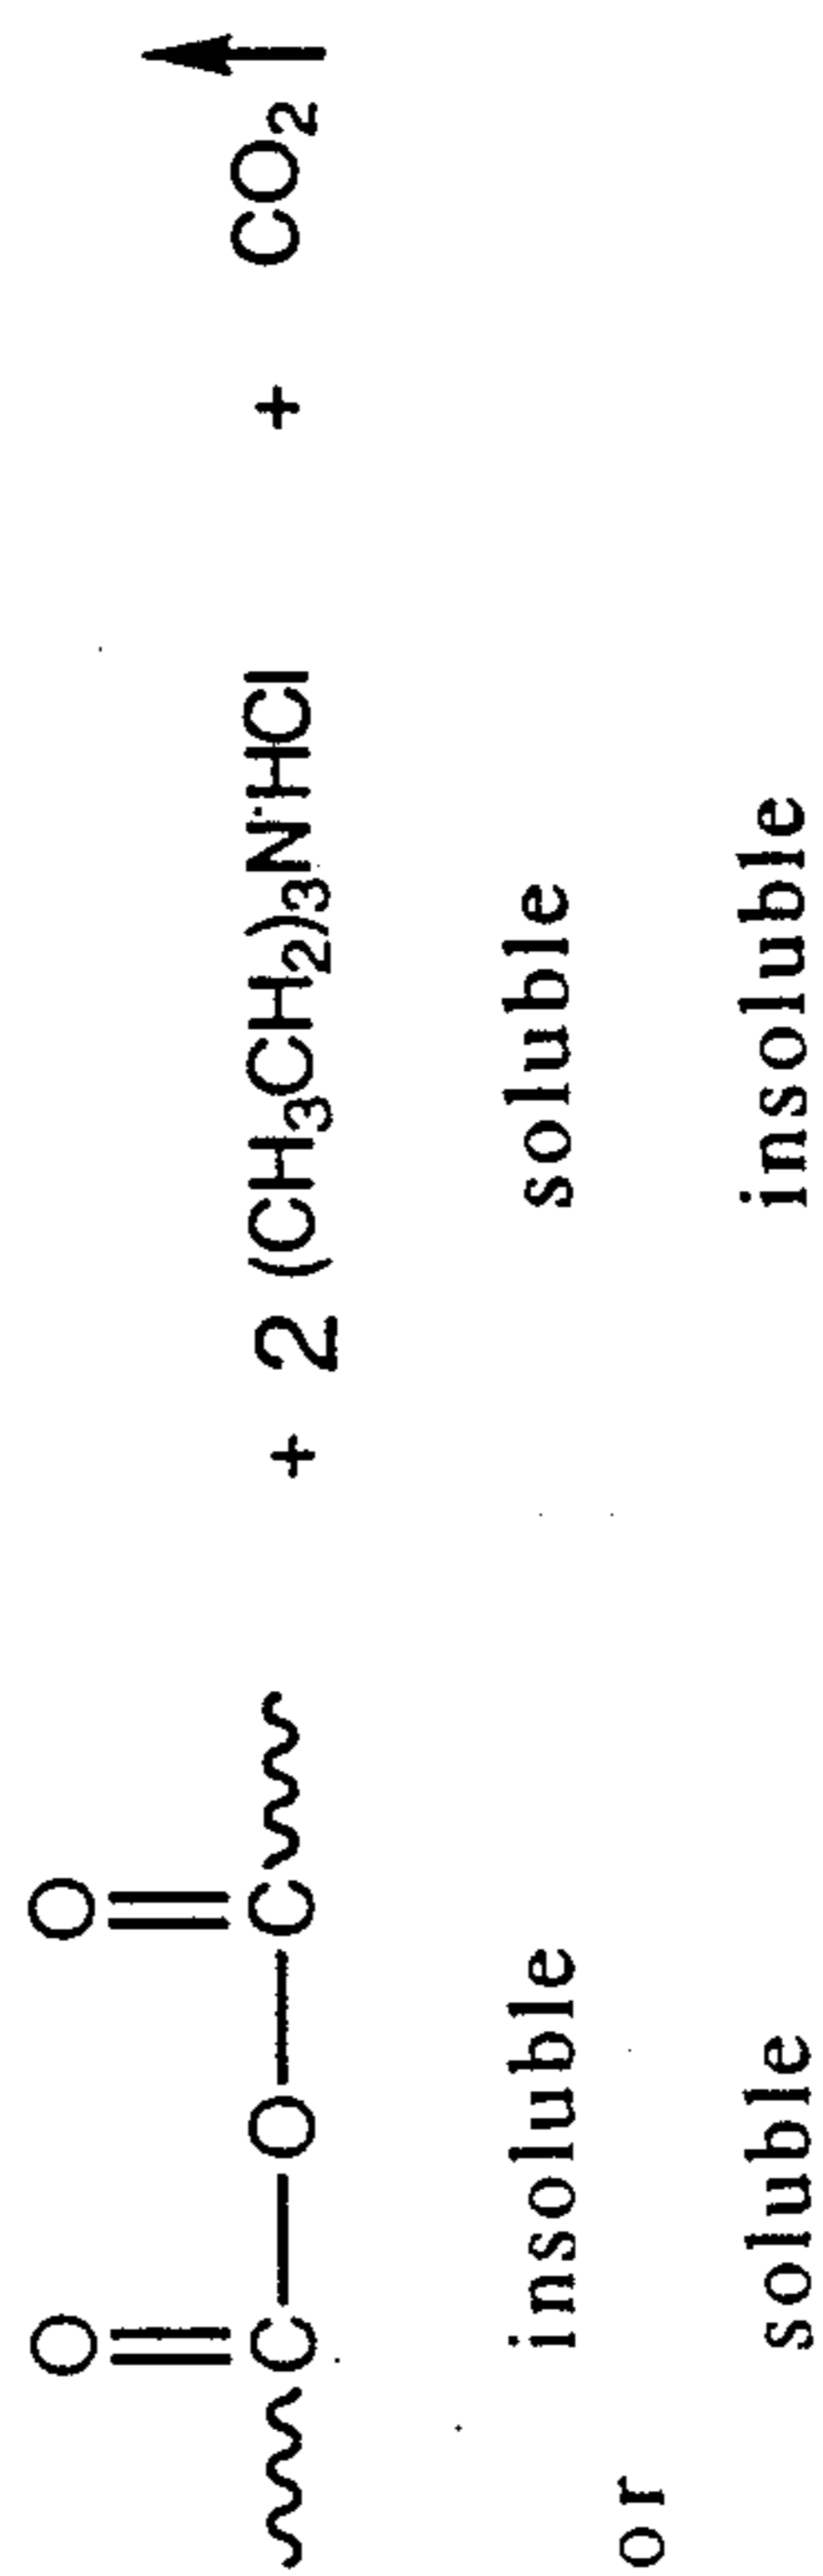 O O
C—O—C + 2 (CH₃CH₂)₃N·HCl + CO₂ ↑
insoluble soluble
or
soluble insoluble